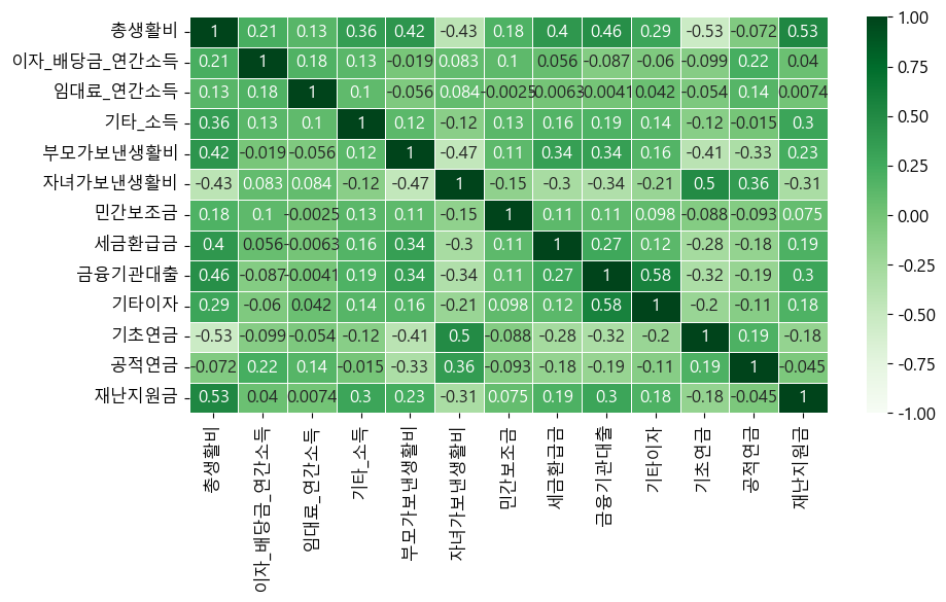 총생활비 1 0.21 0.13 0.36 0.42 -0.43 0.18 0.4 0.46 0.29 -0.53 -0.072 0.53
이자_배당금_연간소득 0.21 1 0.18 0.13 -0.019 0.083 0.1 0.056 -0.087 -0.06 -0.099 0.22 0.04
임대료_연간소득 0.13 0.18 1 0.1 -0.056 0.084 -0.0025 -0.0063 -0.0041 0.042 -0.054 0.14 0.0074
기타_소득 0.36 0.13 0.1 1 0.12 -0.12 0.13 0.16 0.19 0.14 -0.12 -0.015 0.3
부모가보낸생활비 0.42 -0.019 -0.056 0.12 1 -0.47 0.11 0.34 0.34 0.16 -0.41 -0.33 0.23
자녀가보낸생활비 -0.43 0.083 0.084 -0.12 -0.47 1 -0.15 -0.3 -0.34 -0.21 0.5 0.36 -0.31
민간보조금 0.18 0.1 -0.0025 0.13 0.11 -0.15 1 0.11 0.11 0.098 -0.088 -0.093 0.075
세금환급금 0.4 0.056 -0.0063 0.16 0.34 -0.3 0.11 1 0.27 0.12 -0.28 -0.18 0.19
금융기관대출 0.46 -0.087 -0.0041 0.19 0.34 -0.34 0.11 0.27 1 0.58 -0.32 -0.19 0.3
기타이자 0.29 -0.06 0.042 0.14 0.16 -0.21 0.098 0.12 0.58 1 -0.2 -0.11 0.18
기초연금 -0.53 -0.099 -0.054 -0.12 -0.41 0.5 -0.088 -0.28 -0.32 -0.2 1 0.19 -0.18
공적연금 -0.072 0.22 0.14 -0.015 -0.33 0.36 -0.093 -0.18 -0.19 -0.11 0.19 1 -0.045
재난지원금 0.53 0.04 0.0074 0.3 0.23 -0.31 0.075 0.19 0.3 0.18 -0.18 -0.045 1
총생활비
이자_배당금_연간소득
임대료_연간소득
기타_소득
부모가보낸생활비
자녀가보낸생활비
민간보조금
세금환급금
금융기관대출
기타이자
기초연금
공적연금
재난지원금
1.00
0.75
0.50
0.25
0.00
-0.25
-0.50
-0.75
-1.00